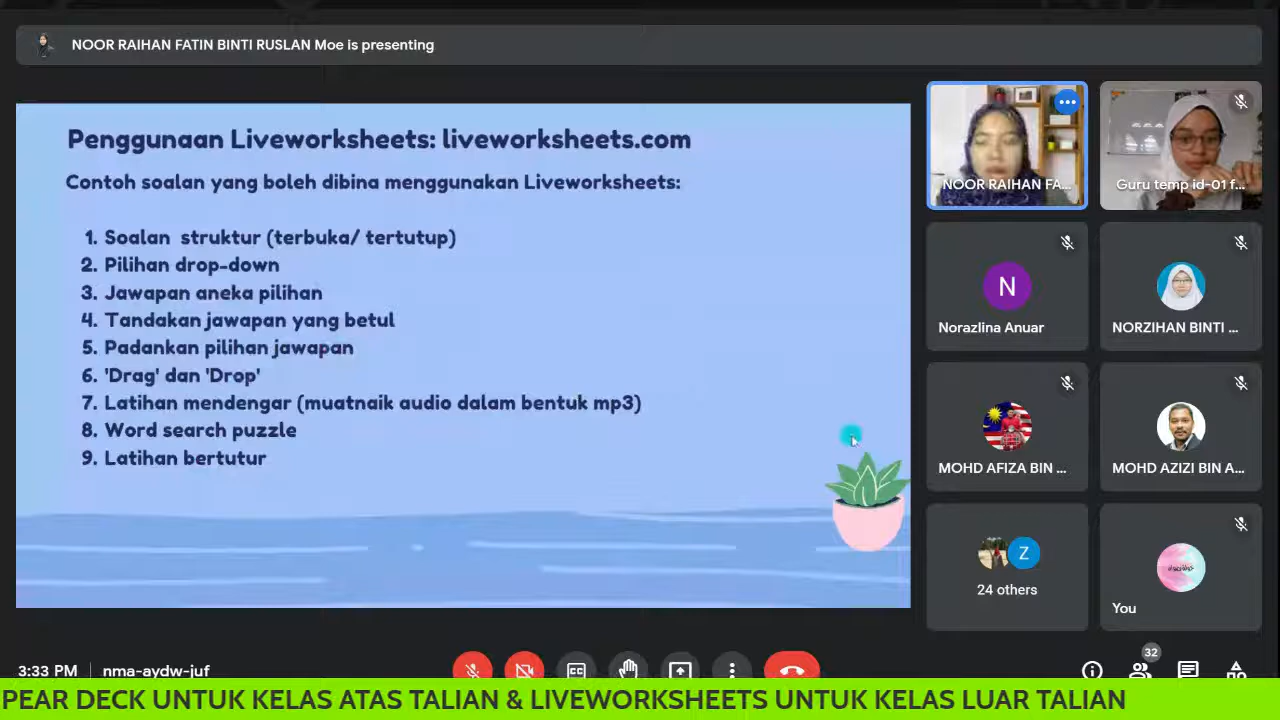 NOOR RAIHAN FATIN BINTI RUSLAN Moe is presenting
Penggunaan Liveworksheets: liveworksheets.com
Contoh soalan yang boleh dibina menggunakan Liveworksheets:
1. Soalan struktur (terbuka/ tertutup)
2. Pilihan drop-down
3. Jawapan aneka pilihan
4. Tandakan jawapan yang betul
5. Padankan pilihan jawapan
6. 'Drag' dan 'Drop'
7. Latihan mendengar (muatnaik audio dalam bentuk mp3)
8. Word search puzzle
9. Latihan bertutur
NOOR RAIHAN FA...
Guru temp id-01 f...
N
Norazlina Anuar
NORZIHAN BINTI ...
MOHD AFIZA BIN ...
MOHD AZIZI BIN A...
Z
24 others
You
3:33 PM | nma-aydw-juf
CC
32
PEAR DECK UNTUK KELAS ATAS TALIAN & LIVEWORKSHEETS UNTUK KELAS LUAR TALIAN